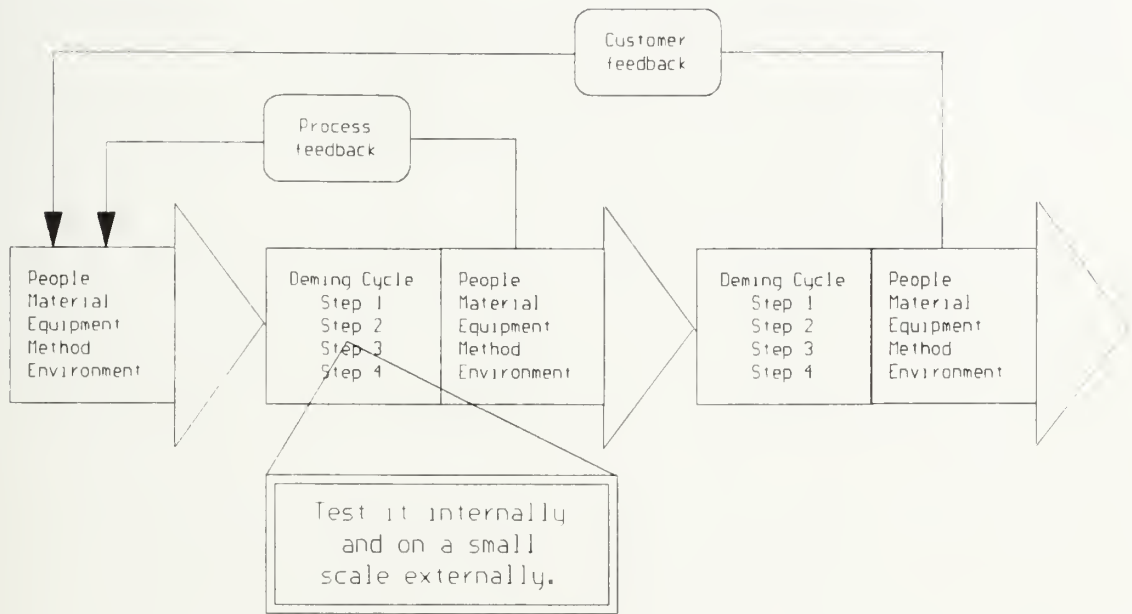 Customer
feedback
Process
feedback
People
Material
Equipment
Method
Environment
Deming Cycle
Step 1
Step 2
Step 3
Step 4
People
Material
Equipment
Method
Environment
Deming Cycle
Step 1
Step 2
Step 3
Step 4
People
Material
Equipment
Method
Environment
Test it internally
and on a small
scale externally.